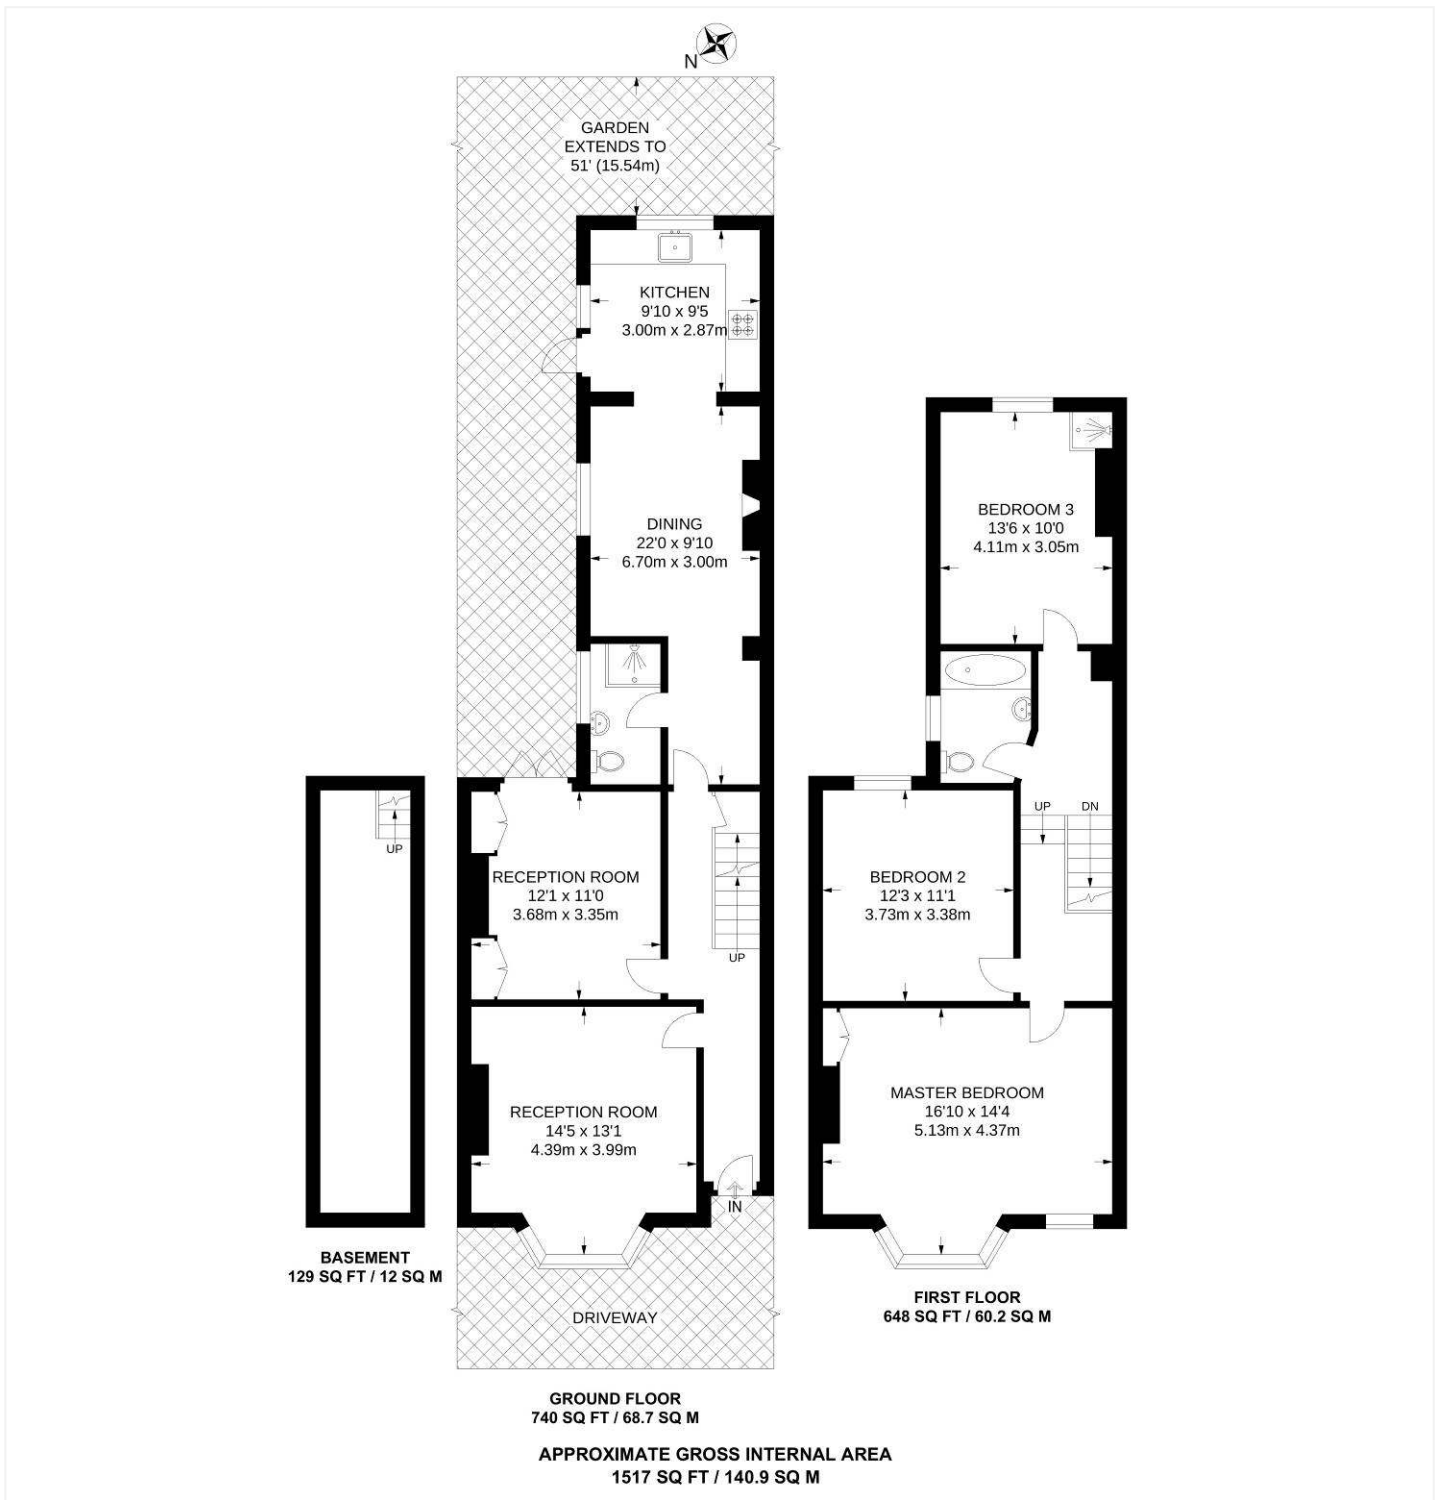 N
GARDEN
EXTENDS TO
51' (15.54m)
KITCHEN
9'10 x 9'5
3.00m x 2.87m
DINING
22'0 x 9'10
6.70m x 3.00m
RECEPTION ROOM
12'1 x 11'0
3.68m x 3.35m
UP
RECEPTION ROOM
14'5 x 13'1
4.39m x 3.99m
IN
DRIVEWAY
GROUND FLOOR
740 SQ FT / 68.7 SQ M
UP
BASEMENT
129 SQ FT / 12 SQ M
BEDROOM 3
13'6 x 10'0
4.11m x 3.05m
UP
DN
BEDROOM 2
12'3 x 11'1
3.73m x 3.38m
MASTER BEDROOM
16'10 x 14'4
5.13m x 4.37m
FIRST FLOOR
648 SQ FT / 60.2 SQ M
APPROXIMATE GROSS INTERNAL AREA
1517 SQ FT / 140.9 SQ M